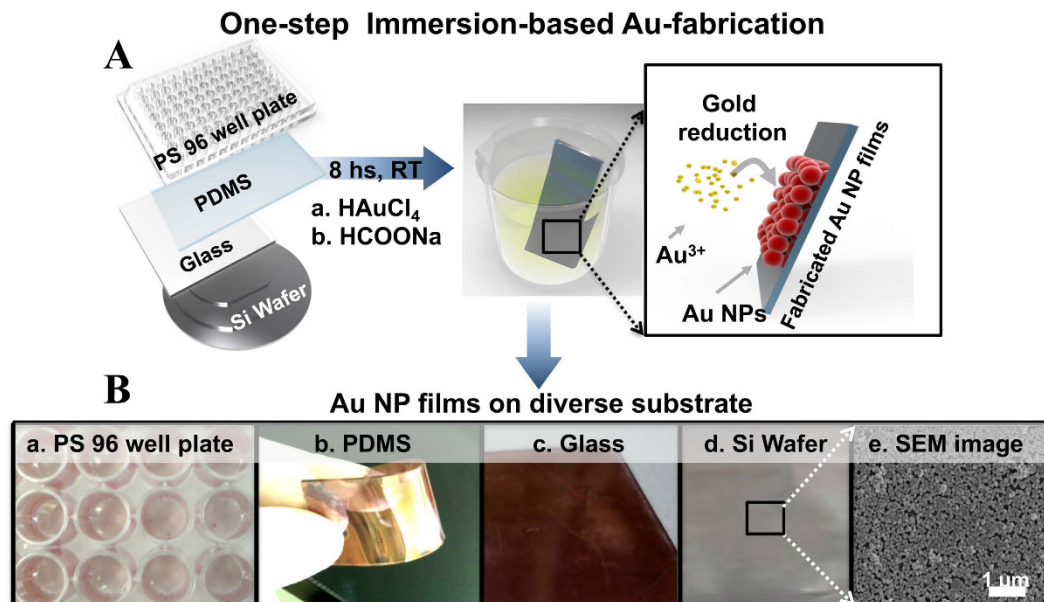 One-step Immersion-based Au-fabrication
A
PS 96 well plate
PDMS
Glass
Si Wafer
8 hs, RT
a. HAuCl₄
b. HCOONa
Gold
reduction
Au³⁺
Au NPs
Fabricated Au NP films
B
Au NP films on diverse substrate
a. PS 96 well plate
b. PDMS
c. Glass
d. Si Wafer
e. SEM image
1 um